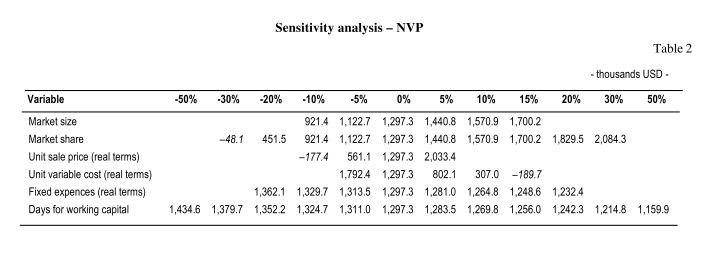 Sensitivity analysis – NVP
Table 2
- thousands USD -
Variable -50% -30% -20% -10% -5% 0% 5% 10% 15% 20% 30% 50%
Market size 921.4 1,122.7 1,297.3 1,440.8 1,570.9 1,700.2
Market share –48.1 451.5 921.4 1,122.7 1,297.3 1,440.8 1,570.9 1,700.2 1,829.5 2,084.3
Unit sale price (real terms) –177.4 561.1 1,297.3 2,033.4
Unit variable cost (real terms) 1,792.4 1,297.3 802.1 307.0 –189.7
Fixed expences (real terms) 1,362.1 1,329.7 1,313.5 1,297.3 1,281.0 1,264.8 1,248.6 1,232.4
Days for working capital 1,434.6 1,379.7 1,352.2 1,324.7 1,311.0 1,297.3 1,283.5 1,269.8 1,256.0 1,242.3 1,214.8 1,159.9